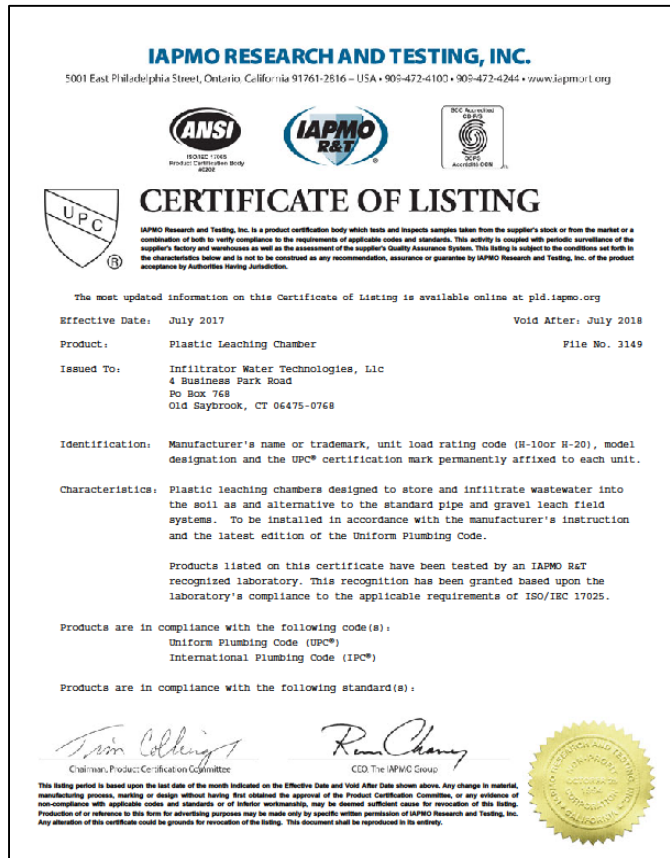 IAPMO RESEARCH AND TESTING, INC.
5001 East Philadelphia Street, Ontario, California 91761-2816 – USA • 909-472-4100 • 909-472-4244 • www.iapmort.org
ANSI
ISO/IEC 17065
Product Certification Body
#0202
IAPMO
R&T
®
SCC Accredited
CB-P/S
OCPS
Accrédité CCN
UPC
®
CERTIFICATE OF LISTING
IAPMO Research and Testing, Inc. is a product certification body which tests and inspects samples taken from the supplier's stock or from the market or a
combination of both to verify compliance to the requirements of applicable codes and standards. This activity is coupled with periodic surveillance of the
supplier's factory and warehouses as well as the assessment of the supplier's Quality Assurance System. This listing is subject to the conditions set forth in
the characteristics below and is not to be construed as any recommendation, assurance or guarantee by IAPMO Research and Testing, Inc. of the product
acceptance by Authorities Having Jurisdiction.
The most updated information on this Certificate of Listing is available online at pld.iapmo.org
Effective Date: July 2017 Void After: July 2018
Product: Plastic Leaching Chamber File No. 3149
Issued To: Infiltrator Water Technologies, Llc
4 Business Park Road
Po Box 768
Old Saybrook, CT 06475-0768
Identification: Manufacturer's name or trademark, unit load rating code (H-10or H-20), model
designation and the UPC® certification mark permanently affixed to each unit.
Characteristics: Plastic leaching chambers designed to store and infiltrate wastewater into
the soil as and alternative to the standard pipe and gravel leach field
systems. To be installed in accordance with the manufacturer's instruction
and the latest edition of the Uniform Plumbing Code.
Products listed on this certificate have been tested by an IAPMO R&T
recognized laboratory. This recognition has been granted based upon the
laboratory's compliance to the applicable requirements of ISO/IEC 17025.
Products are in compliance with the following code(s):
Uniform Plumbing Code (UPC®)
International Plumbing Code (IPC®)
Products are in compliance with the following standard(s):
Chairman, Product Certification Committee
CEO, The IAPMO Group
This listing period is based upon the last date of the month indicated on the Effective Date and Void After Date shown above. Any change in material,
manufacturing process, marking or design without having first obtained the approval of the Product Certification Committee, or any evidence of
non-compliance with applicable codes and standards or of inferior workmanship, may be deemed sufficient cause for revocation of this listing.
Production of or reference to this form for advertising purposes may be made only by specific written permission of IAPMO Research and Testing, Inc.
Any alteration of this certificate could be grounds for revocation of the listing. This document shall be reproduced in its entirety.